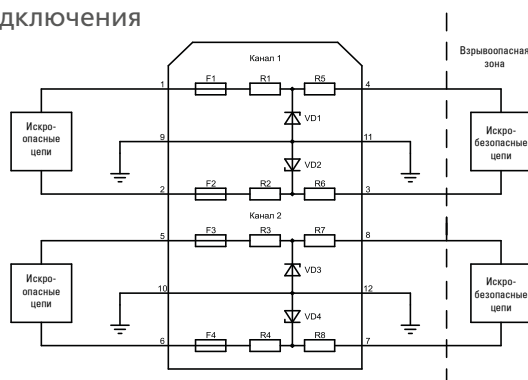 дключения
Взрывоопасная
зона
Канал 1
1
F1
R1
R5
4
Искро-
опасные
цепи
VD1
Искро-
безопасные
цепи
9
11
VD2
2
F2
R2
R6
3
Канал 2
5
F3
R3
R7
8
Искро-
опасные
цепи
VD3
Искро-
безопасные
цепи
10
12
VD4
6
F4
R4
R8
7